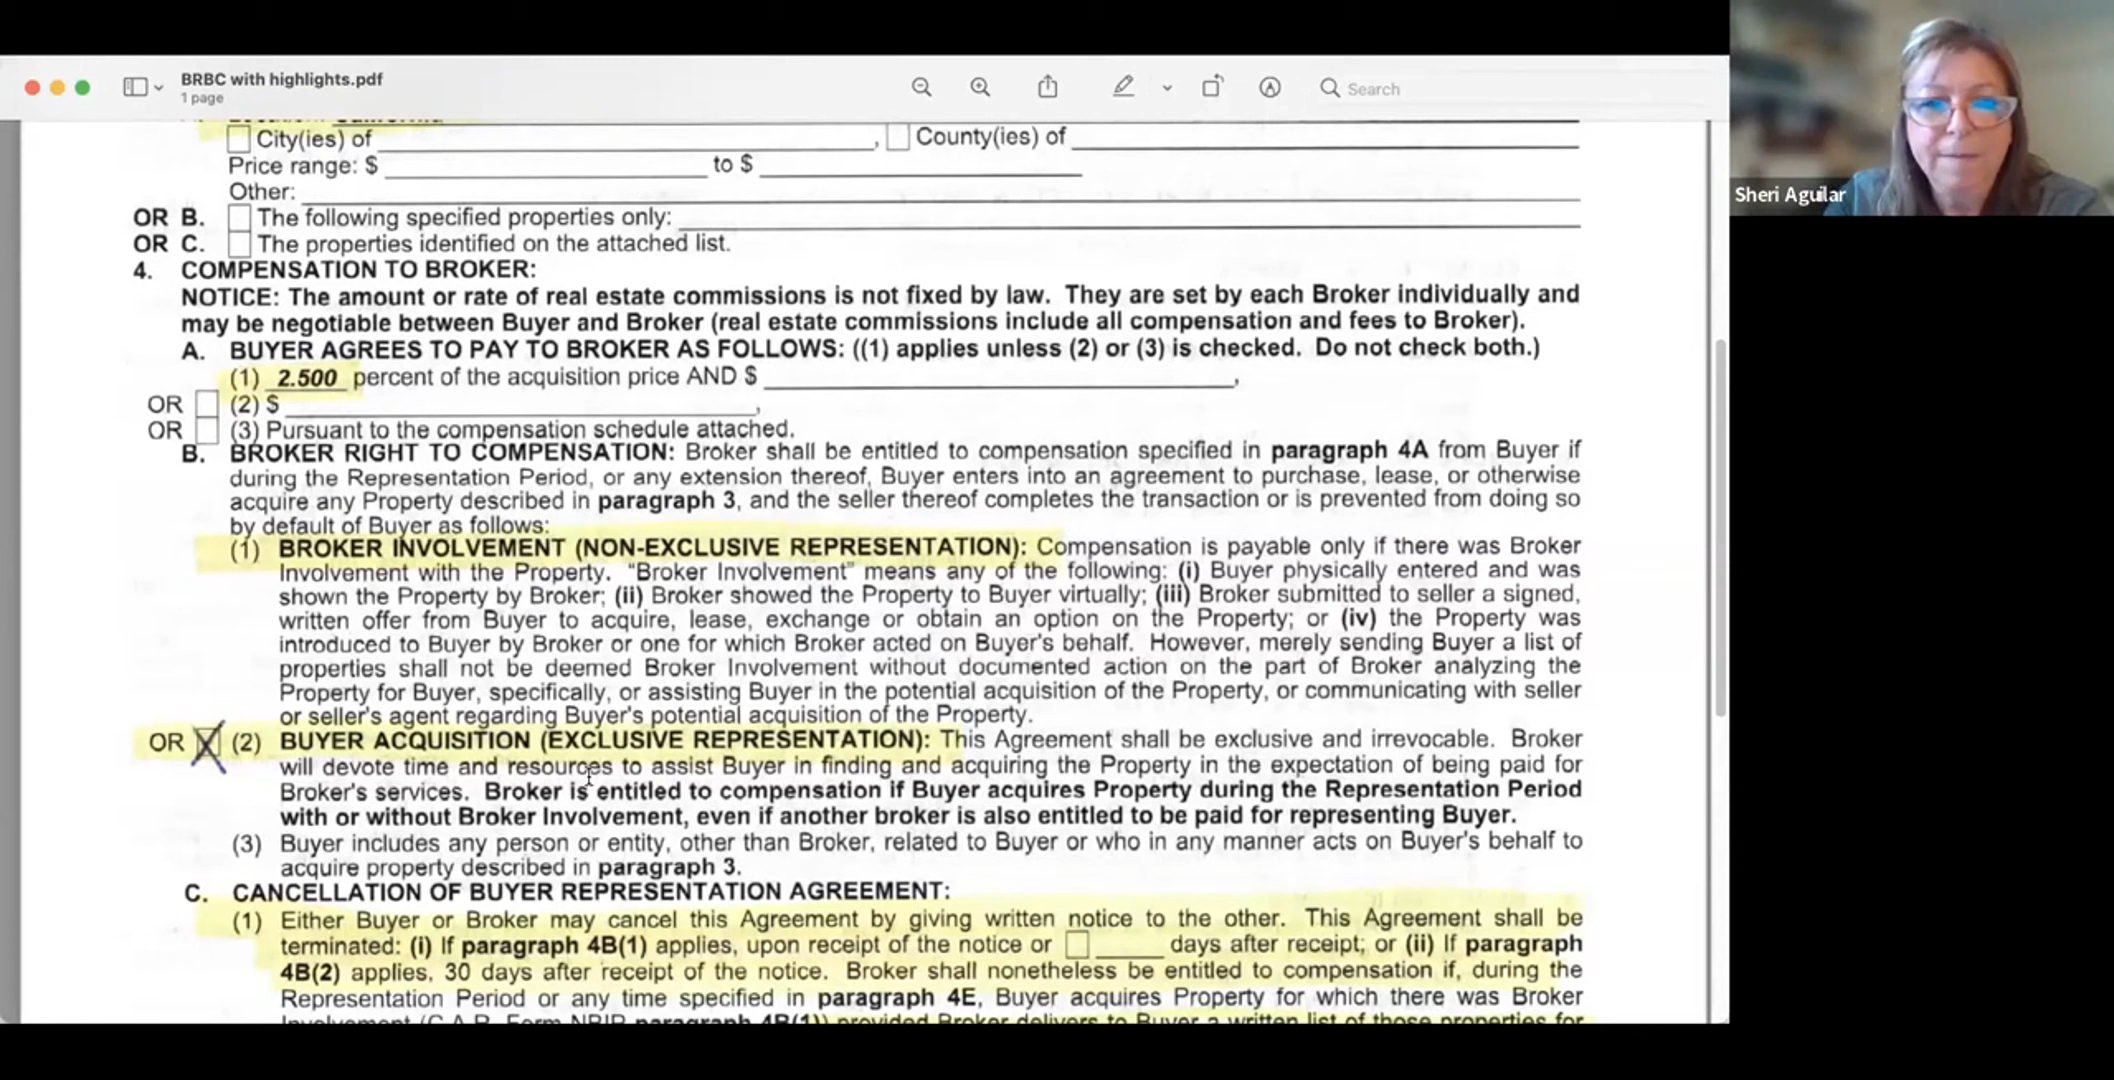 BRBC with highlights.pdf
1 page
Search
Sheri Aguilar
City(ies) of , County(ies) of
Price range: $ to $
Other:
OR B. The following specified properties only:
OR C. The properties identified on the attached list.
4. COMPENSATION TO BROKER:
NOTICE: The amount or rate of real estate commissions is not fixed by law. They are set by each Broker individually and
may be negotiable between Buyer and Broker (real estate commissions include all compensation and fees to Broker).
A. BUYER AGREES TO PAY TO BROKER AS FOLLOWS: ((1) applies unless (2) or (3) is checked. Do not check both.)
(1) 2.500 percent of the acquisition price AND $ ,
OR (2) $ ,
OR (3) Pursuant to the compensation schedule attached.
B. BROKER RIGHT TO COMPENSATION: Broker shall be entitled to compensation specified in paragraph 4A from Buyer if
during the Representation Period, or any extension thereof, Buyer enters into an agreement to purchase, lease, or otherwise
acquire any Property described in paragraph 3, and the seller thereof completes the transaction or is prevented from doing so
by default of Buyer as follows:
(1) BROKER INVOLVEMENT (NON-EXCLUSIVE REPRESENTATION): Compensation is payable only if there was Broker
Involvement with the Property. "Broker Involvement" means any of the following: (i) Buyer physically entered and was
shown the Property by Broker; (ii) Broker showed the Property to Buyer virtually; (iii) Broker submitted to seller a signed,
written offer from Buyer to acquire, lease, exchange or obtain an option on the Property; or (iv) the Property was
introduced to Buyer by Broker or one for which Broker acted on Buyer's behalf. However, merely sending Buyer a list of
properties shall not be deemed Broker Involvement without documented action on the part of Broker analyzing the
Property for Buyer, specifically, or assisting Buyer in the potential acquisition of the Property, or communicating with seller
or seller's agent regarding Buyer's potential acquisition of the Property.
OR X (2) BUYER ACQUISITION (EXCLUSIVE REPRESENTATION): This Agreement shall be exclusive and irrevocable. Broker
will devote time and resources to assist Buyer in finding and acquiring the Property in the expectation of being paid for
Broker's services. Broker is entitled to compensation if Buyer acquires Property during the Representation Period
with or without Broker Involvement, even if another broker is also entitled to be paid for representing Buyer.
(3) Buyer includes any person or entity, other than Broker, related to Buyer or who in any manner acts on Buyer's behalf to
acquire property described in paragraph 3.
C. CANCELLATION OF BUYER REPRESENTATION AGREEMENT:
(1) Either Buyer or Broker may cancel this Agreement by giving written notice to the other. This Agreement shall be
terminated: (i) If paragraph 4B(1) applies, upon receipt of the notice or days after receipt; or (ii) If paragraph
4B(2) applies, 30 days after receipt of the notice. Broker shall nonetheless be entitled to compensation if, during the
Representation Period or any time specified in paragraph 4E, Buyer acquires Property for which there was Broker
Involvement (C.A.R. Form NBIP, paragraph 4B(1)) provided Broker delivers to Buyer a written list of those properties for